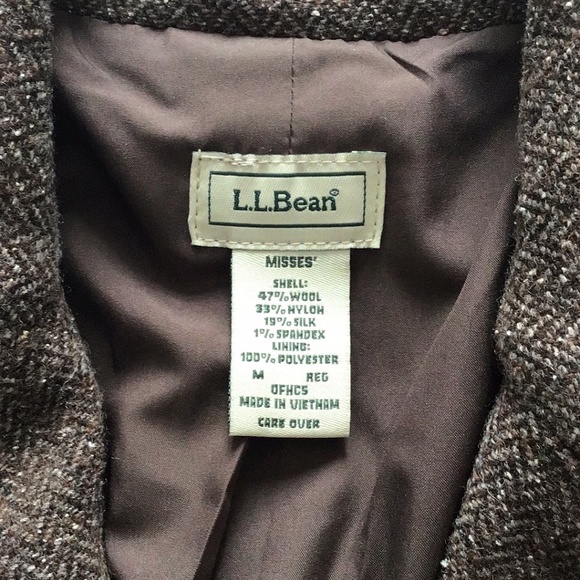 L.L.Bean®
MISSES'
SHELL:
47% WOOL
33% NYLON
19% SILK
1% SPANDEX
LINING:
100% POLYESTER
M REG
OFHC5
MADE IN VIETNAM
CARE OVER